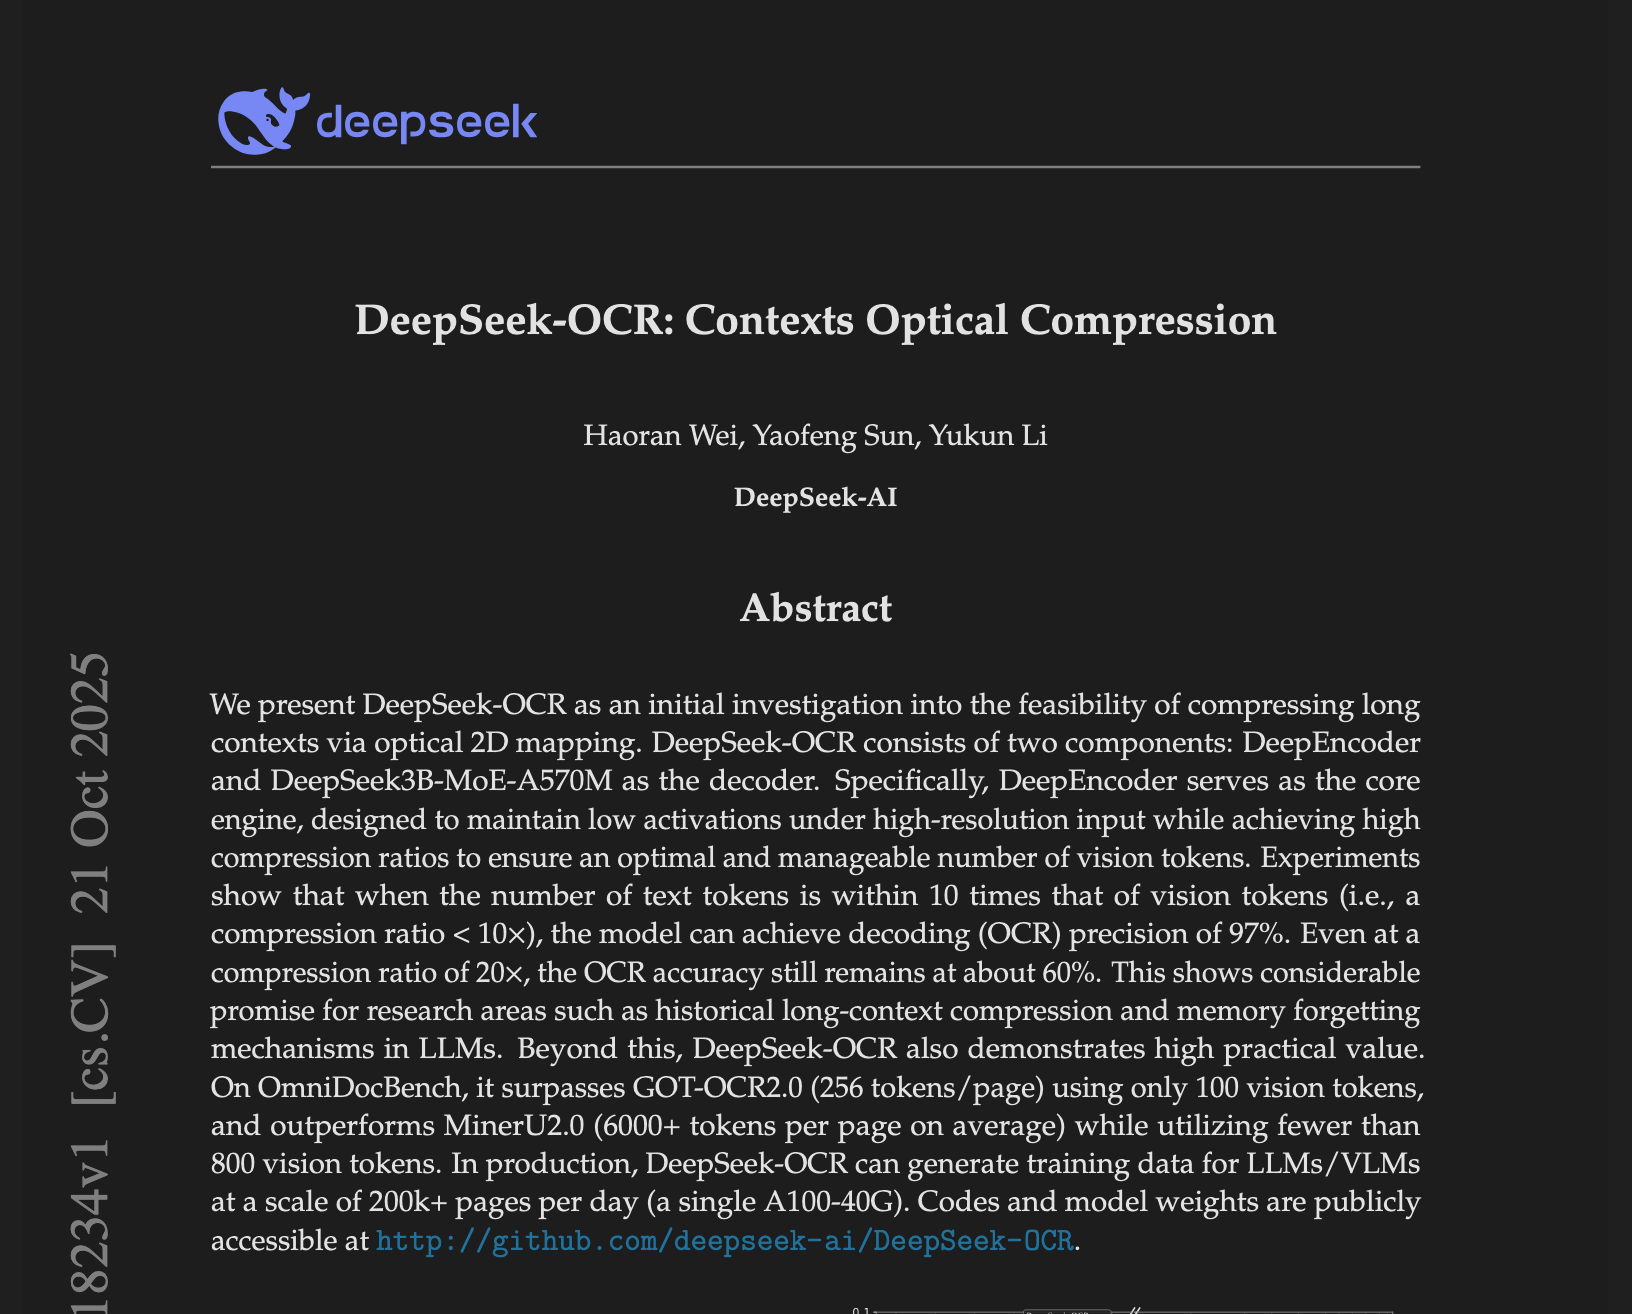 deepseek
DeepSeek-OCR: Contexts Optical Compression
Haoran Wei, Yaofeng Sun, Yukun Li
DeepSeek-AI
Abstract
We present DeepSeek-OCR as an initial investigation into the feasibility of compressing long
contexts via optical 2D mapping. DeepSeek-OCR consists of two components: DeepEncoder
and DeepSeek3B-MoE-A570M as the decoder. Specifically, DeepEncoder serves as the core
engine, designed to maintain low activations under high-resolution input while achieving high
compression ratios to ensure an optimal and manageable number of vision tokens. Experiments
show that when the number of text tokens is within 10 times that of vision tokens (i.e., a
compression ratio < 10×), the model can achieve decoding (OCR) precision of 97%. Even at a
compression ratio of 20×, the OCR accuracy still remains at about 60%. This shows considerable
promise for research areas such as historical long-context compression and memory forgetting
mechanisms in LLMs. Beyond this, DeepSeek-OCR also demonstrates high practical value.
On OmniDocBench, it surpasses GOT-OCR2.0 (256 tokens/page) using only 100 vision tokens,
and outperforms MinerU2.0 (6000+ tokens per page on average) while utilizing fewer than
800 vision tokens. In production, DeepSeek-OCR can generate training data for LLMs/VLMs
at a scale of 200k+ pages per day (a single A100-40G). Codes and model weights are publicly
accessible at http://github.com/deepseek-ai/DeepSeek-OCR.
18234v1 [cs.CV] 21 Oct 2025